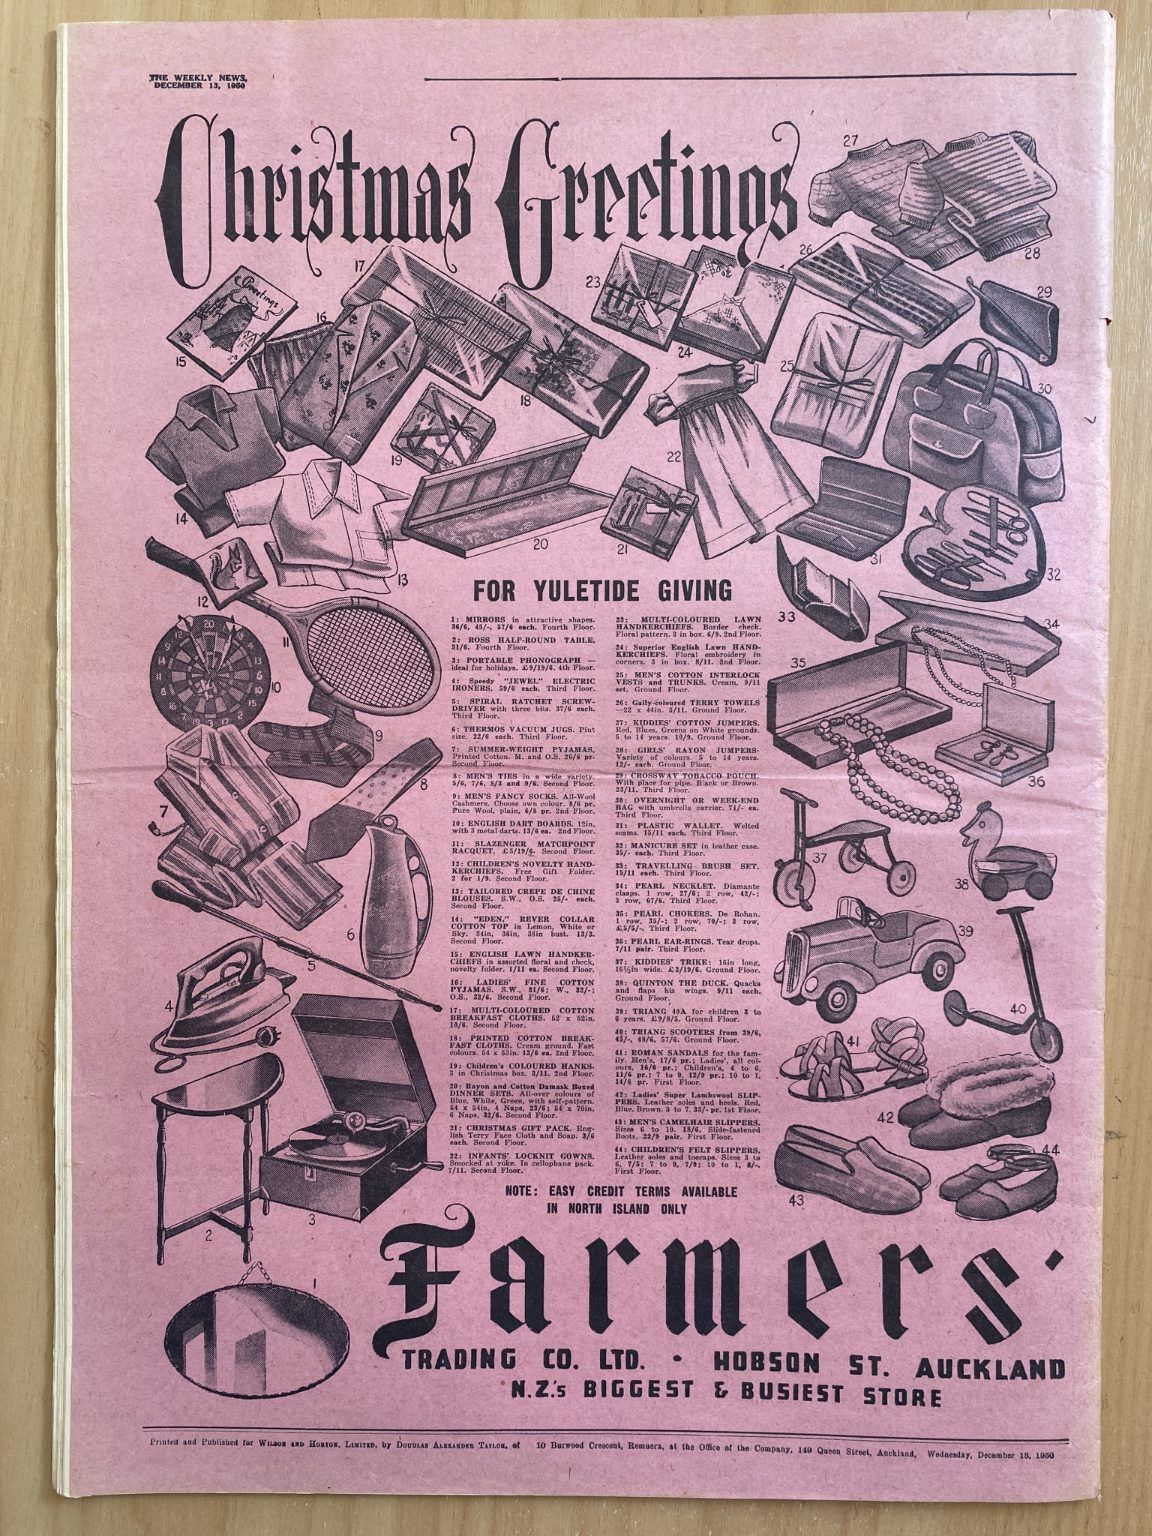 THE WEEKLY NEWS,
DECEMBER 13, 1950
Christmas Greetings
FOR YULETIDE GIVING
1: MIRRORS in attractive shapes.
36/6, 45/-, 57/6 each. Fourth Floor.
2: ROSS HALF-ROUND TABLE,
31/6. Fourth Floor.
3: PORTABLE PHONOGRAPH —
ideal for holidays. £9/19/6. 4th Floor.
4: Speedy "JEWEL" ELECTRIC
IRONERS, 59/6 each. Third Floor.
5: SPIRAL RATCHET SCREW-
DRIVER with three bits. 37/6 each.
Third Floor.
6: THERMOS VACUUM JUGS. Pint
size. 22/6 each. Third Floor.
7: SUMMER-WEIGHT PYJAMAS.
Printed Cotton. M. and O.S. 26/6 pr.
Second Floor.
8: MEN'S TIES in a wide variety.
5/6, 7/6, 8/3 and 9/6. Second Floor.
9: MEN'S FANCY SOCKS. All-Wool
Cashmere. Choose own colour. 8/6 pr.
Pure Wool, plain, 6/8 pr. 2nd Floor.
10: ENGLISH DART BOARDS. 12in,
with 3 metal darts. 13/6 ea. 2nd Floor.
11: SLAZENGER MATCHPOINT
RACQUET. £5/19/6. Second Floor.
12: CHILDREN'S NOVELTY HAND-
KERCHIEFS. Free Gift Folder.
2 for 1/9. Second Floor.
13: TAILORED CREPE DE CHINE
BLOUSES. S.W., O.S. 25/- each.
Second Floor.
14: "EDEN," REVER COLLAR
COTTON TOP in Lemon, White or
Sky. 34in, 36in, 38in bust. 13/3.
Second Floor.
15: ENGLISH LAWN HANDKER-
CHIEFS in assorted floral and check,
novelty folder. 1/11 ea. Second Floor.
16: LADIES' FINE COTTON
PYJAMAS. S.W., 31/6; W., 32/-;
O.S., 32/6. Second Floor.
17: MULTI-COLOURED COTTON
BREAKFAST CLOTHS. 52 x 52in.
10/6. Second Floor.
18: PRINTED COTTON BREAK-
FAST CLOTHS. Cream ground. Fast
colours. 54 x 53in. 13/6 ea. 2nd Floor.
19: Children's COLOURED HANKS.
3 in Christmas box. 3/11. 2nd Floor.
20: Rayon and Cotton Damask Boxed
DINNER SETS. All-over colours of
Blue, White, Green, with self-pattern.
54 x 54in, 4 Naps, 23/6; 54 x 70in,
6 Naps, 32/6. Second Floor.
21: CHRISTMAS GIFT PACK. Eng-
lish Terry Face Cloth and Soap. 3/6
each. Second Floor.
22: INFANTS' LOCKNIT GOWNS.
Smocked at yoke. In cellophane pack.
7/11. Second Floor.
23: MULTI-COLOURED LAWN
HANDKERCHIEFS. Border check.
Floral pattern. 3 in box. 6/9. 2nd Floor.
24: Superior English Lawn HAND-
KERCHIEFS. Floral embroidery in
corners. 3 in box. 8/11. 2nd Floor.
25: MEN'S COTTON INTERLOCK
VESTS and TRUNKS. Cream, 9/11
set. Ground Floor.
26: Gaily-coloured TERRY TOWELS
—22 x 44in. 5/11. Ground Floor.
27: KIDDIES' COTTON JUMPERS.
Red, Blues, Greens on White grounds.
5 to 14 years. 10/9. Ground Floor.
28: GIRLS' RAYON JUMPERS-
Variety of colours. 5 to 14 years.
12/- each. Ground Floor.
29: CROSSWAY TOBACCO POUCH.
With place for pipe. Black or Brown.
23/11. Third Floor.
30: OVERNIGHT OR WEEK-END
BAG with umbrella carrier. 71/- ea.
Third Floor.
31: PLASTIC WALLET. Welted
seams. 15/11 each. Third Floor.
32: MANICURE SET in leather case.
35/- each. Third Floor.
33: TRAVELLING BRUSH SET.
15/11 each. Third Floor.
34: PEARL NECKLET. Diamante
clasps. 1 row, 27/6; 2 row, 42/-;
3 row, 67/6. Third Floor.
35: PEARL CHOKERS. De Rohan.
1 row, 35/-; 2 row, 70/-; 3 row,
£5/5/-. Third Floor.
36: PEARL EAR-RINGS. Tear drops.
7/11 pair. Third Floor.
37: KIDDIES' TRIKE: 16in long,
16½in wide. £3/19/6. Ground Floor.
38: QUINTON THE DUCK. Quacks
and flaps his wings. 9/11 each.
Ground Floor.
39: TRIANG 40A for children 3 to
6 years. £9/8/5. Ground Floor.
40: TRIANG SCOOTERS from 39/6,
45/-, 48/6, 57/6. Ground Floor.
41: ROMAN SANDALS for the fam-
ily. Men's, 17/6 pr.; Ladies', all col-
ours, 16/6 pr.; Children's, 4 to 6,
11/6 pr.; 7 to 9, 12/9 pr.; 10 to 1,
14/6 pr. First Floor.
42: Ladies' Super Lambswool SLIP-
PERS. Leather soles and heels. Red,
Blue, Brown. 3 to 7. 35/- pr. 1st Floor.
43: MEN'S CAMELHAIR SLIPPERS.
Sizes 6 to 10. 18/6. Slide-fastened
Boots, 22/9 pair. First Floor.
44: CHILDREN'S FELT SLIPPERS.
Leather soles and toecaps. Sizes 3 to
6, 7/5; 7 to 9, 7/9; 10 to 1, 8/-.
First Floor.
NOTE: EASY CREDIT TERMS AVAILABLE
IN NORTH ISLAND ONLY
Farmers'
TRADING CO. LTD. • HOBSON ST. AUCKLAND
N.Z.'s BIGGEST & BUSIEST STORE
Printed and Published for WILSON AND HORTON, LIMITED, by DOUGLAS ALEXANDER TAYLOR, of 10 Burwood Crescent, Remuera, at the Office of the Company, 149 Queen Street, Auckland, Wednesday, December 13, 1950